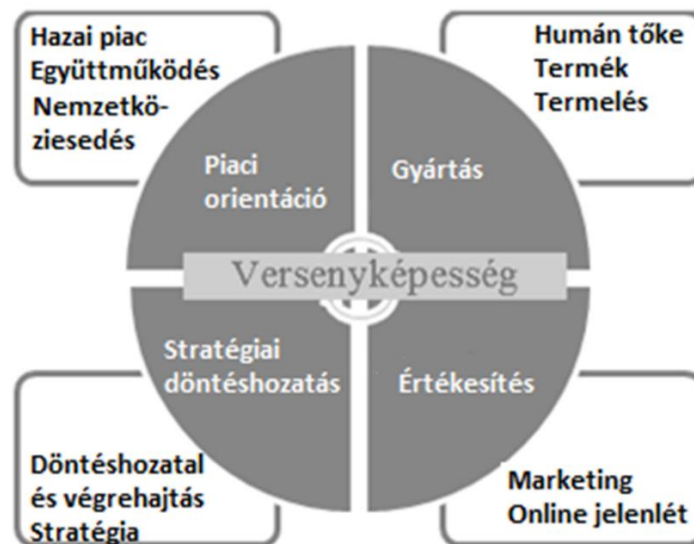 Hazai piac
Együttműködés
Nemzetkö-
ziesedés
Humán tőke
Termék
Termelés
Piaci
orientáció
Gyártás
Versenyképesség
Stratégiai
döntéshozatás
Értékesítés
Döntéshozatal
és végrehajtás
Stratégia
Marketing
Online jelenlét